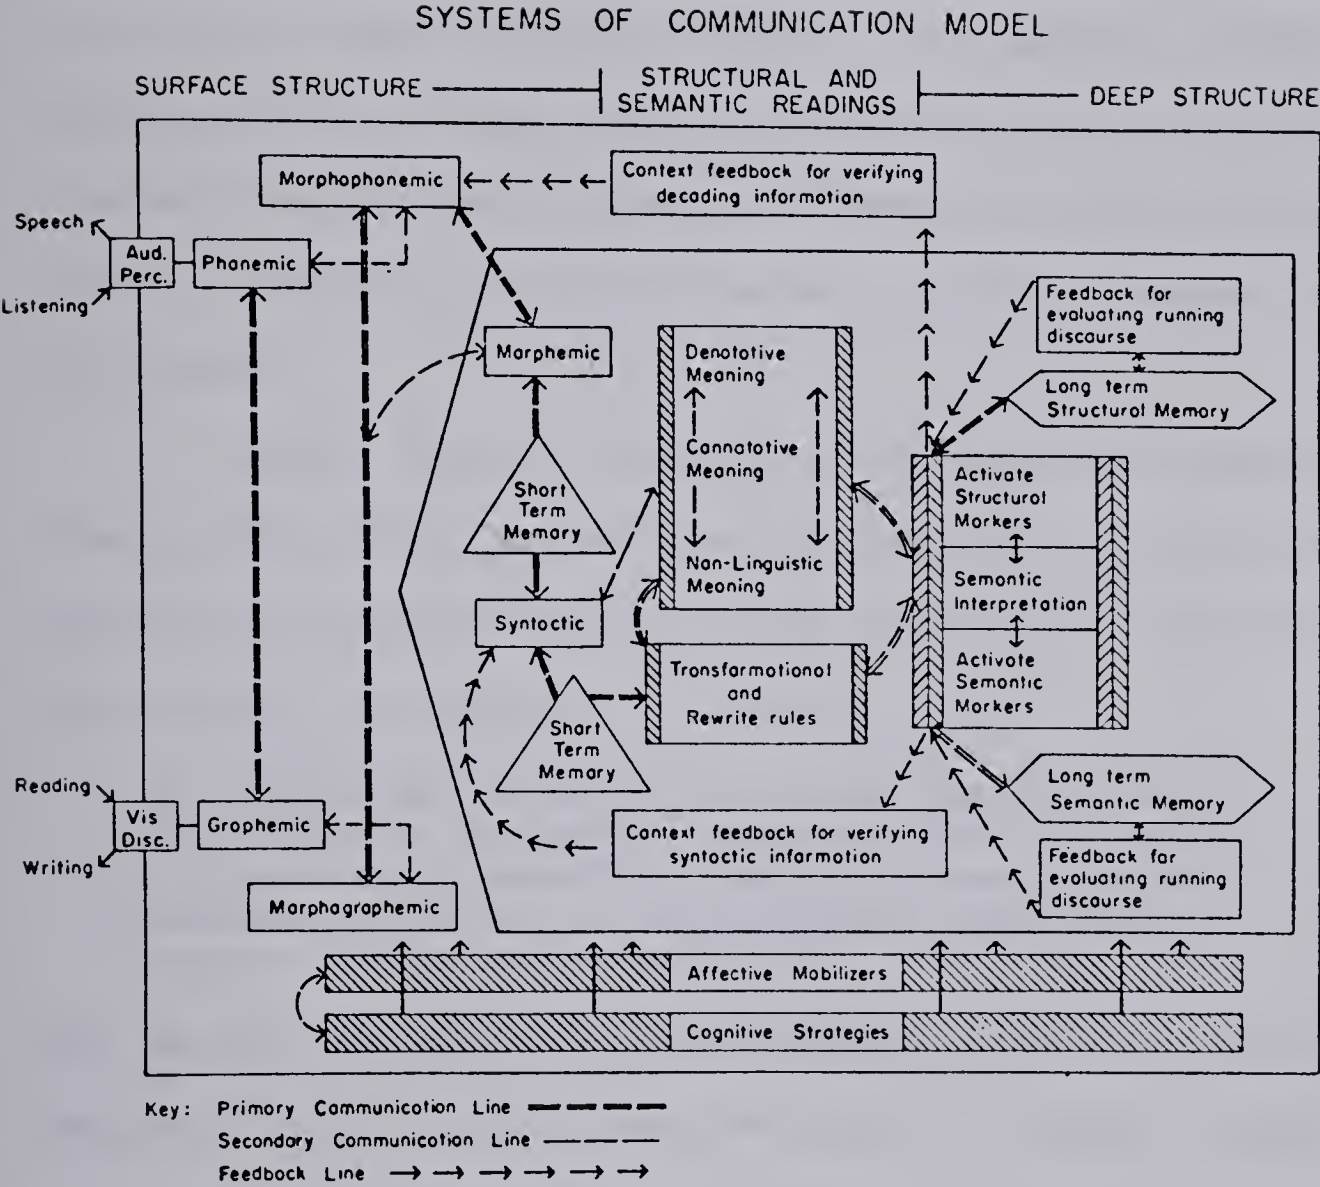 SYSTEMS OF COMMUNICATION MODEL
SURFACE STRUCTURE
STRUCTURAL AND
SEMANTIC READINGS
DEEP STRUCTURE
Morphophonemic
Context feedback for verifying
decoding information
Speech
Aud.
Perc.
Phonemic
Listening
Feedback for
evaluating running
discourse
Morphemic
Denotative
Meaning
Long term
Structural Memory
Connotative
Meaning
Activate
Structural
Markers
Short
Term
Memory
Non-Linguistic
Meaning
Semantic
Interpretation
Syntactic
Transformational
and
Rewrite rules
Activate
Semantic
Markers
Short
Term
Memory
Reading
Vis
Disc.
Graphemic
Writing
Long term
Semantic Memory
Context feedback for verifying
syntactic information
Feedback for
evaluating running
discourse
Morphographemic
Affective Mobilizers
Cognitive Strategies
Key: Primary Communication Line
Secondary Communication Line
Feedback Line